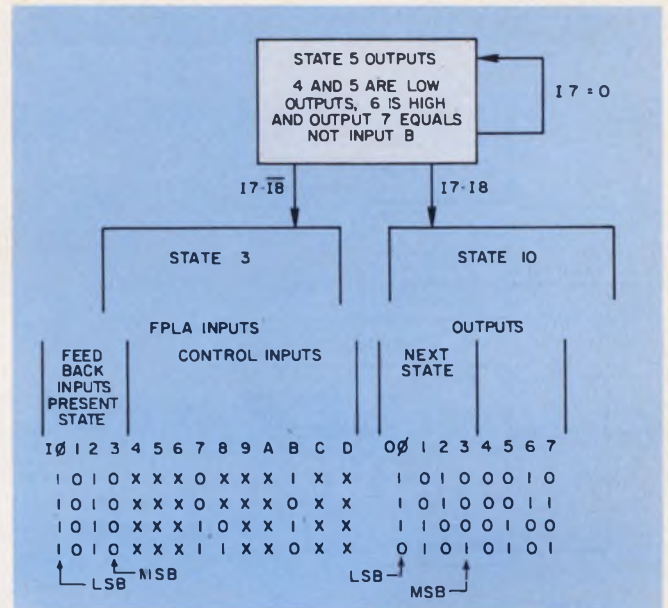 STATE 5 OUTPUTS
4 AND 5 ARE LOW
OUTPUTS, 6 IS HIGH
AND OUTPUT 7 EQUALS
NOT INPUT B
I7 = 0
I7·I̅8̅
I7·I8
STATE 3
STATE 10
FPLA INPUTS
OUTPUTS
FEED
BACK
INPUTS
PRESENT
STATE
CONTROL INPUTS
NEXT
STATE
IØ 1 2 3 4 5 6 7 8 9 A B C D OØ 1 2 3 4 5 6 7
1 0 1 0 X X X 0 X X X 1 X X 1 0 1 0 0 0 1 0
1 0 1 0 X X X 0 X X X 0 X X 1 0 1 0 0 0 1 1
1 0 1 0 X X X 1 0 X X 1 X X 1 1 0 0 0 0 1 0
1 0 1 0 X X X 1 1 X X 0 X X 0 1 0 1 0 1 0 1
LSB
MSB
LSB
MSB